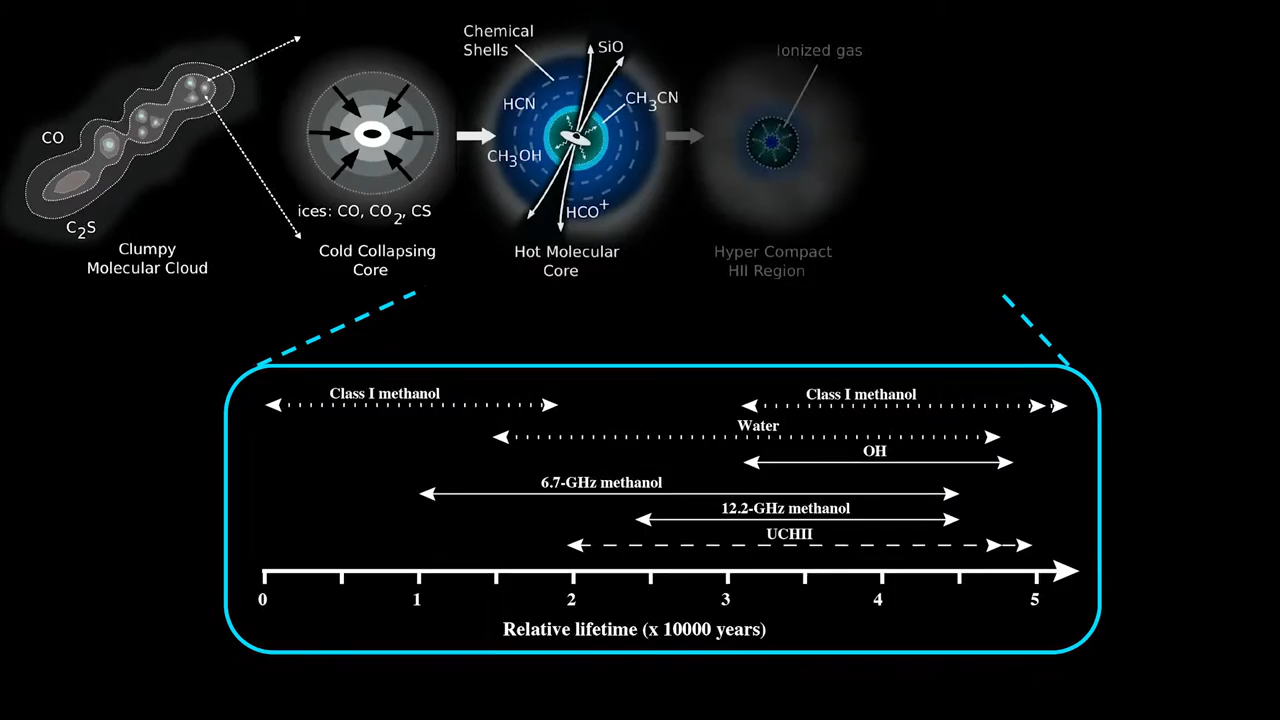 CO
C2S
Clumpy
Molecular Cloud
ices: CO, CO2, CS
Cold Collapsing
Core
Chemical
Shells
SiO
HCN
CH3CN
CH3OH
HCO+
Hot Molecular
Core
Ionized gas
Hyper Compact
HII Region
Class I methanol
Class I methanol
Water
OH
6.7-GHz methanol
12.2-GHz methanol
UCHII
0 1 2 3 4 5
Relative lifetime (x 10000 years)